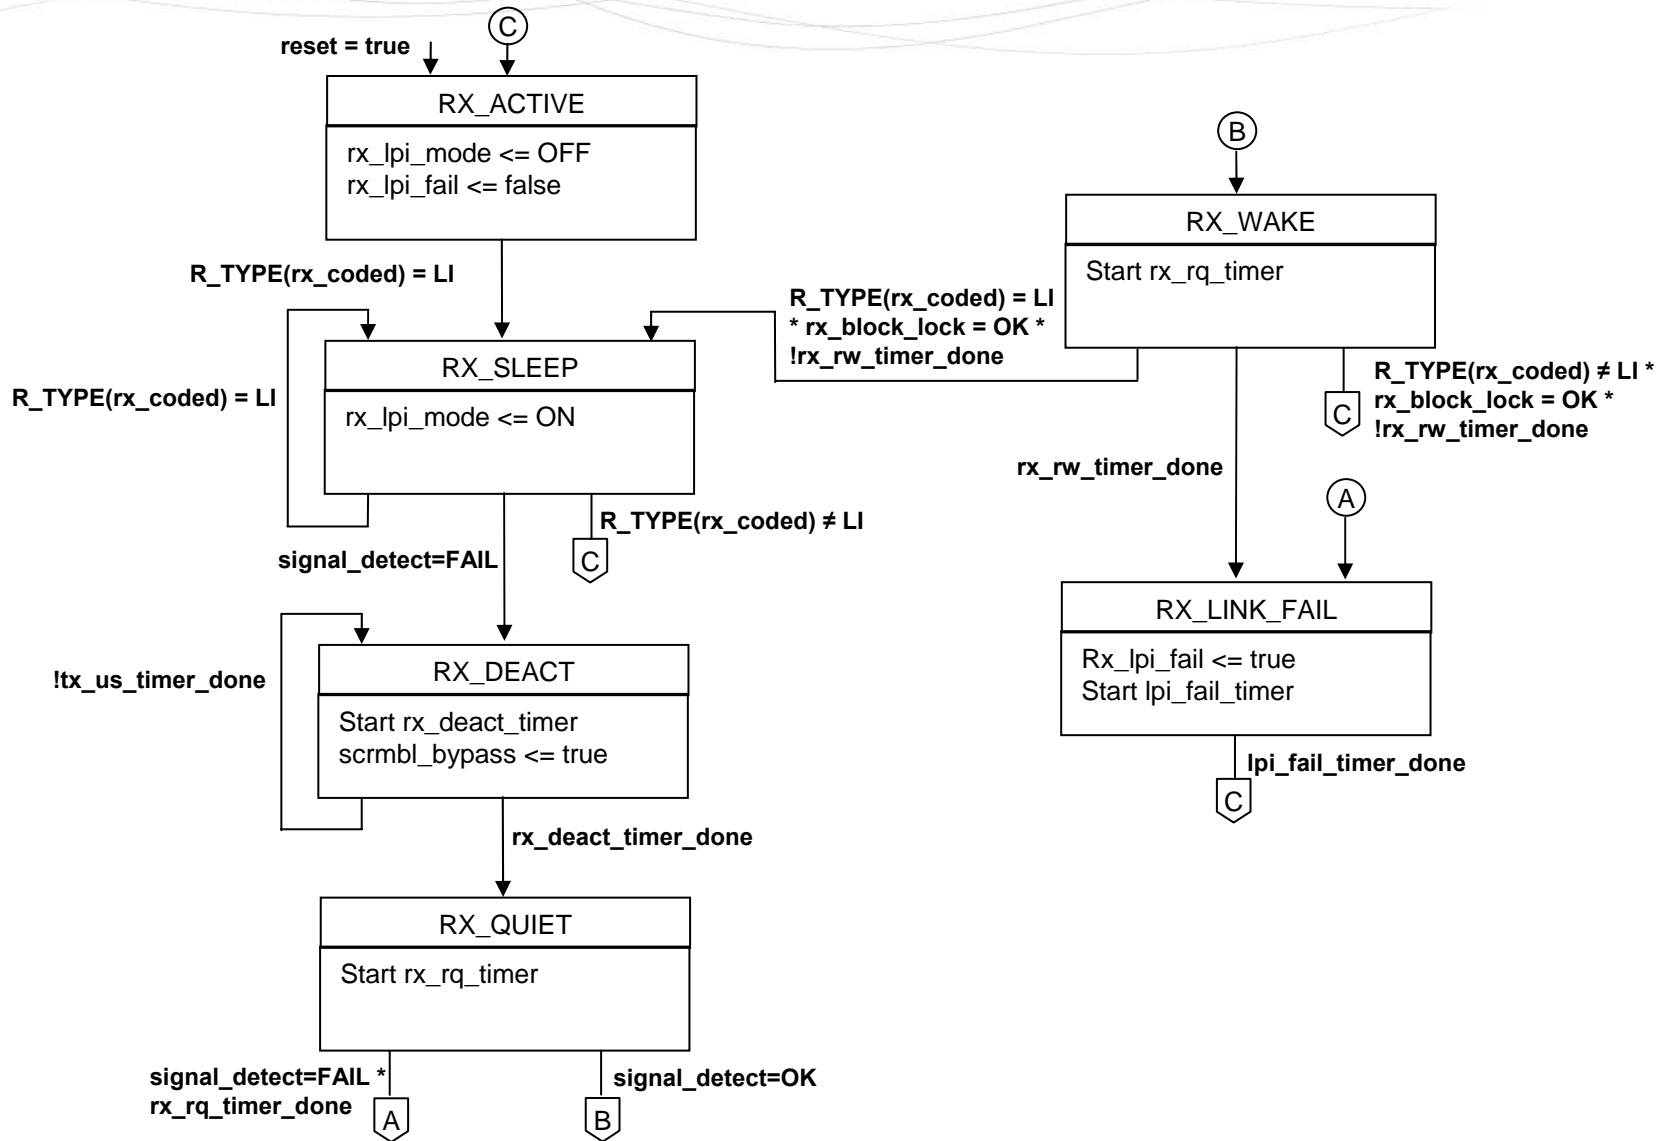 C
reset = true
RX_ACTIVE
rx_lpi_mode <= OFF
rx_lpi_fail <= false
R_TYPE(rx_coded) = LI
RX_SLEEP
rx_lpi_mode <= ON
R_TYPE(rx_coded) = LI
R_TYPE(rx_coded) ≠ LI
C
signal_detect=FAIL
RX_DEACT
Start rx_deact_timer
scrmbl_bypass <= true
!tx_us_timer_done
rx_deact_timer_done
RX_QUIET
Start rx_rq_timer
signal_detect=FAIL *
rx_rq_timer_done
A
signal_detect=OK
B
B
RX_WAKE
Start rx_rq_timer
R_TYPE(rx_coded) = LI
* rx_block_lock = OK *
!rx_rw_timer_done
R_TYPE(rx_coded) ≠ LI *
rx_block_lock = OK *
!rx_rw_timer_done
C
rx_rw_timer_done
A
RX_LINK_FAIL
Rx_lpi_fail <= true
Start lpi_fail_timer
lpi_fail_timer_done
C